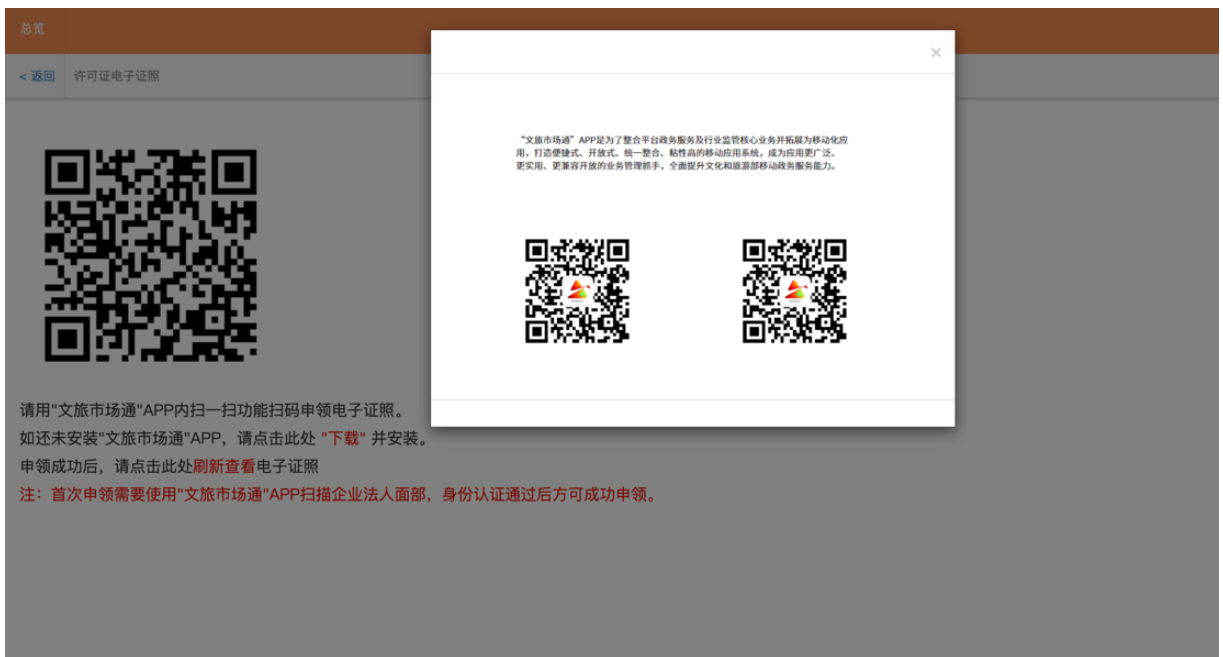 总览
< 返回
许可证电子证照
×
“文旅市场通”APP是为了整合平台政务服务及行业监管核心业务并拓展为移动化应
用，打造便捷式、开放式、统一整合、粘性高的移动应用系统，成为应用更广泛、
更实用、更兼容开放的业务管理抓手，全面提升文化和旅游部移动政务服务能力。
请用"文旅市场通"APP内扫一扫功能扫码申领电子证照。
如还未安装"文旅市场通"APP，请点击此处 "下载" 并安装。
申领成功后，请点击此处刷新查看电子证照
注：首次申领需要使用"文旅市场通"APP扫描企业法人面部，身份认证通过后方可成功申领。